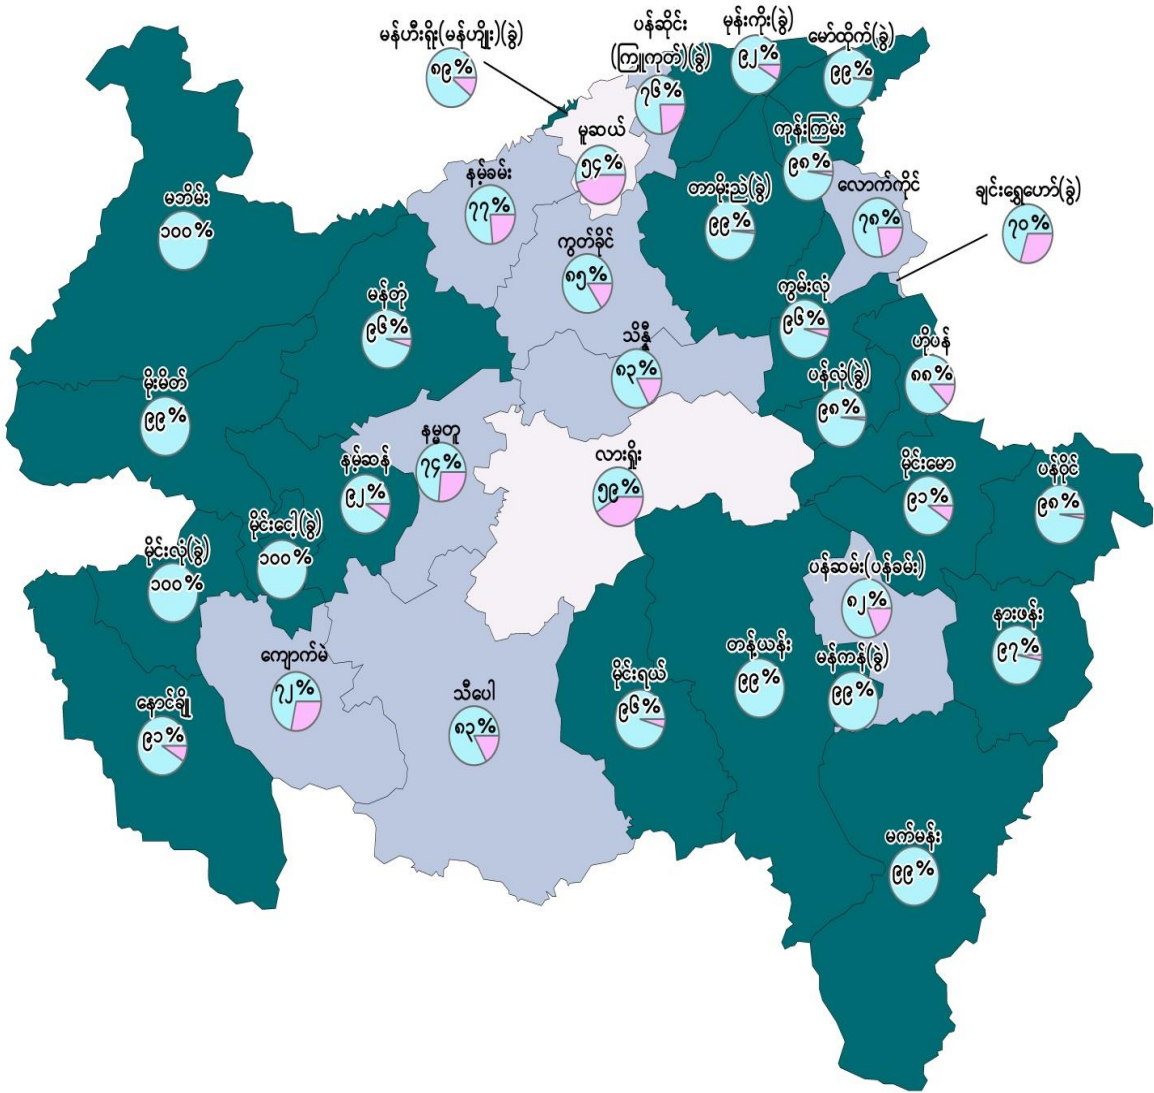 မန်ဟီးရိုး(မန်ဟျိုး)(ခွဲ)
၈၉%
ပန်ဆိုင်း
(ကြူကုတ်)(ခွဲ)
၇၆%
မုန်းကိုး(ခွဲ)
၉၂%
မော်ထိုက်(ခွဲ)
၉၉%
မူဆယ်
၅၄%
ကုန်းကြမ်း
၉၈%
နမ့်ခမ်း
၇၇%
တာမိုးညဲ(ခွဲ)
၉၉%
လောက်ကိုင်
၇၈%
ချင်းရွှေဟော်(ခွဲ)
၇၀%
မဘိမ်း
၁၀၀%
ကွတ်ခိုင်
၈၅%
မန်တုံ
၉၆%
ကွမ်းလုံ
၉၆%
သိန္နီ
၈၃%
ဟိုပန်
၈၈%
မိုးမိတ်
၉၉%
ပန်လုံ(ခွဲ)
၉၈%
နမ္မတူ
၇၄%
နမ့်ဆန်
၉၂%
လားရှိုး
၅၉%
မိုင်းမော
၉၁%
ပန်ဝိုင်
၉၈%
မိုင်းငေါ့(ခွဲ)
၁၀၀%
မိုင်းလုံ(ခွဲ)
၁၀၀%
ပန်ဆမ်း(ပန်ခမ်း)
၈၂%
နားဖန်း
၉၇%
ကျောက်မဲ
၇၂%
တန့်ယန်း
၉၉%
မန်ကန်(ခွဲ)
၉၉%
မိုင်းရယ်
၉၆%
သီပေါ
၈၃%
နောင်ချို
၉၁%
မက်မန်း
၉၉%